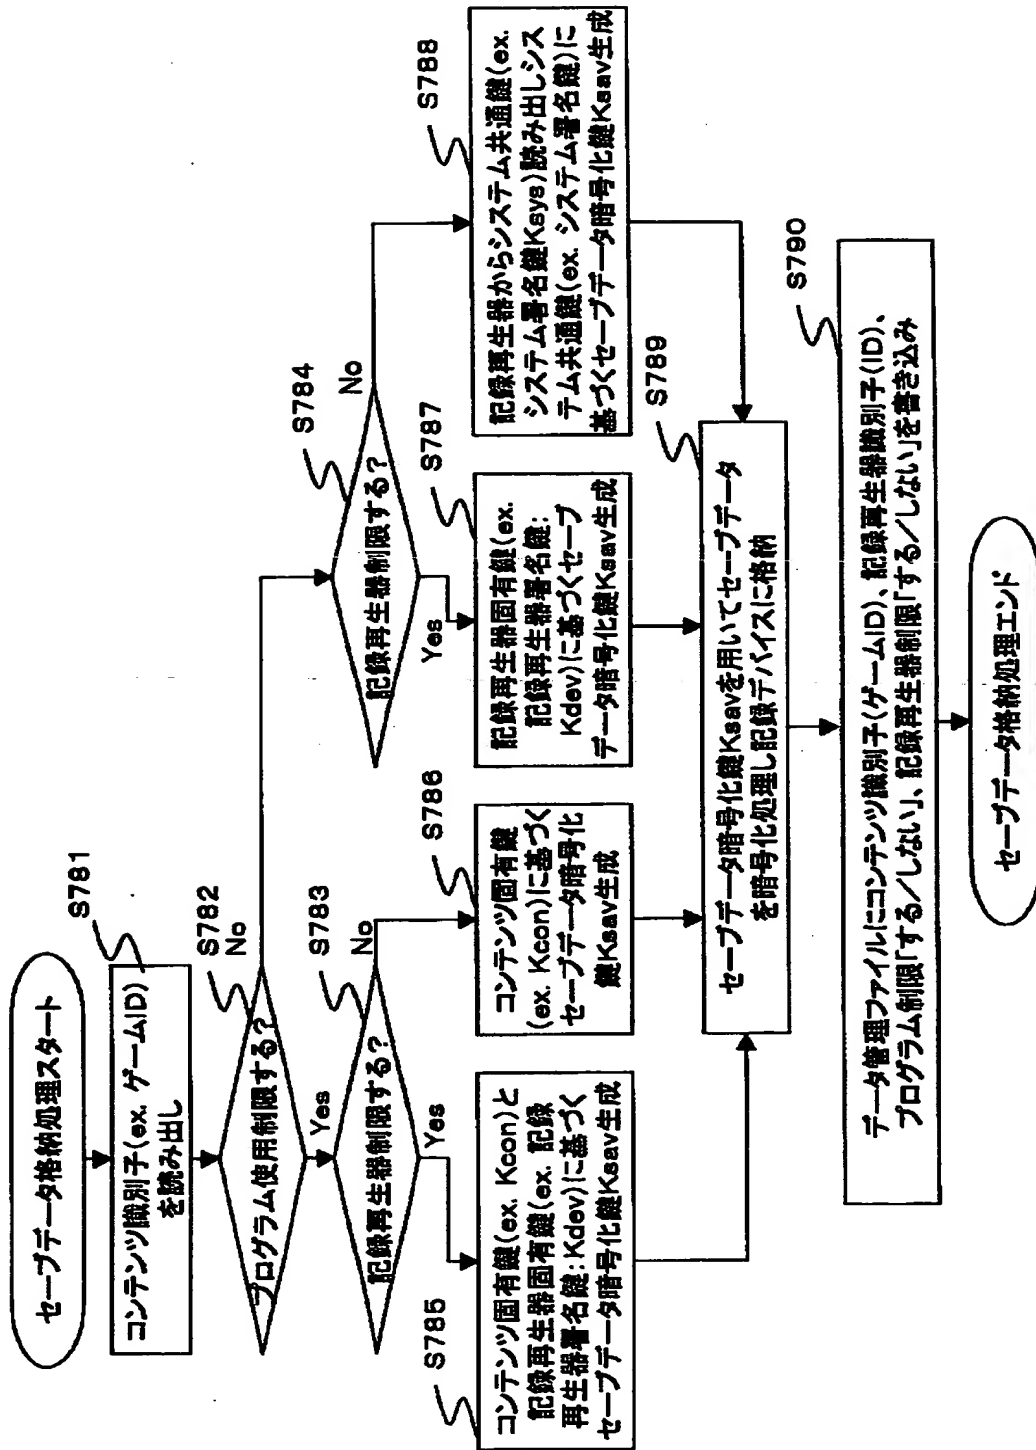 セーブデータ格納処理スタート
S781
コンテンツ識別子(ex. ゲームID)
を読み出し
S782
プログラム使用制限する?
No
Yes
S783
記録再生器制限する?
No
Yes
S784
記録再生器制限する?
No
Yes
S785
コンテンツ固有鍵(ex. Kcon)と
記録再生器固有鍵(ex. 記録
再生器署名鍵:Kdev)に基づく
セーブデータ暗号化鍵Ksav生成
S786
コンテンツ固有鍵
(ex. Kcon)に基づく
セーブデータ暗号化
鍵Ksav生成
S787
記録再生器固有鍵(ex.
記録再生器署名鍵:
Kdev)に基づくセーブ
データ暗号化鍵Ksav生成
S788
記録再生器からシステム共通鍵(ex.
システム署名鍵Ksys)読み出しシス
テム共通鍵(ex. システム署名鍵)に
基づくセーブデータ暗号化鍵Ksav生成
S789
セーブデータ暗号化鍵Ksavを用いてセーブデータ
を暗号化処理し記録デバイスに格納
S790
データ管理ファイルにコンテンツ識別子(ゲームID)、記録再生器識別子(ID)、
プログラム制限「する/しない」、記録再生器制限「する/しない」を書き込み
セーブデータ格納処理エンド